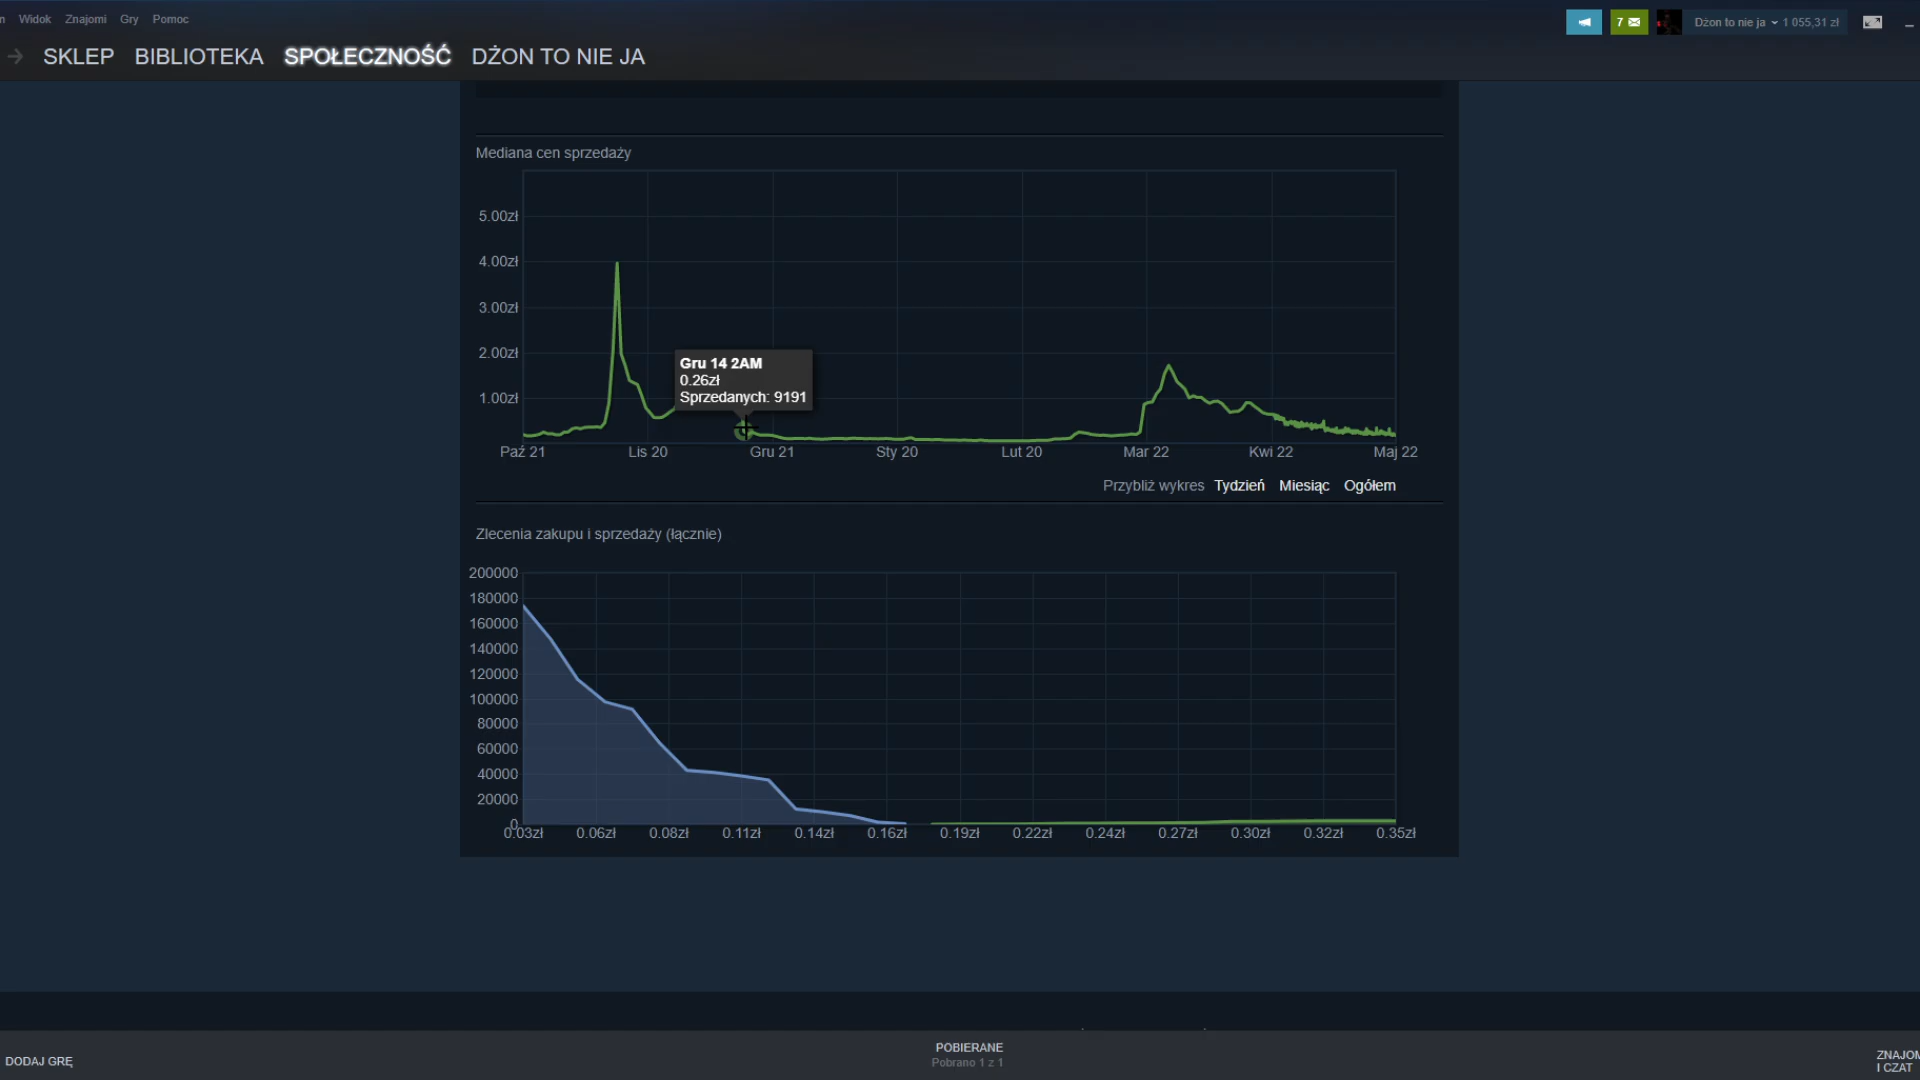 Widok Znajomi Gry Pomoc
7
Dżon to nie ja 1 055,31 zł
SKLEP BIBLIOTEKA SPOŁECZNOŚĆ DŻON TO NIE JA
Mediana cen sprzedaży
5.00zł
4.00zł
3.00zł
2.00zł
1.00zł
Gru 14 2AM
0.26zł
Sprzedanych: 9191
Paź 21 Lis 20 Gru 21 Sty 20 Lut 20 Mar 22 Kwi 22 Maj 22
Przybliż wykres Tydzień Miesiąc Ogółem
Zlecenia zakupu i sprzedaży (łącznie)
200000
180000
160000
140000
120000
100000
80000
60000
40000
20000
0
0.03zł 0.06zł 0.08zł 0.11zł 0.14zł 0.16zł 0.19zł 0.22zł 0.24zł 0.27zł 0.30zł 0.32zł 0.35zł
DODAJ GRĘ
POBIERANE
Pobrano 1 z 1
ZNAJOM
I CZAT